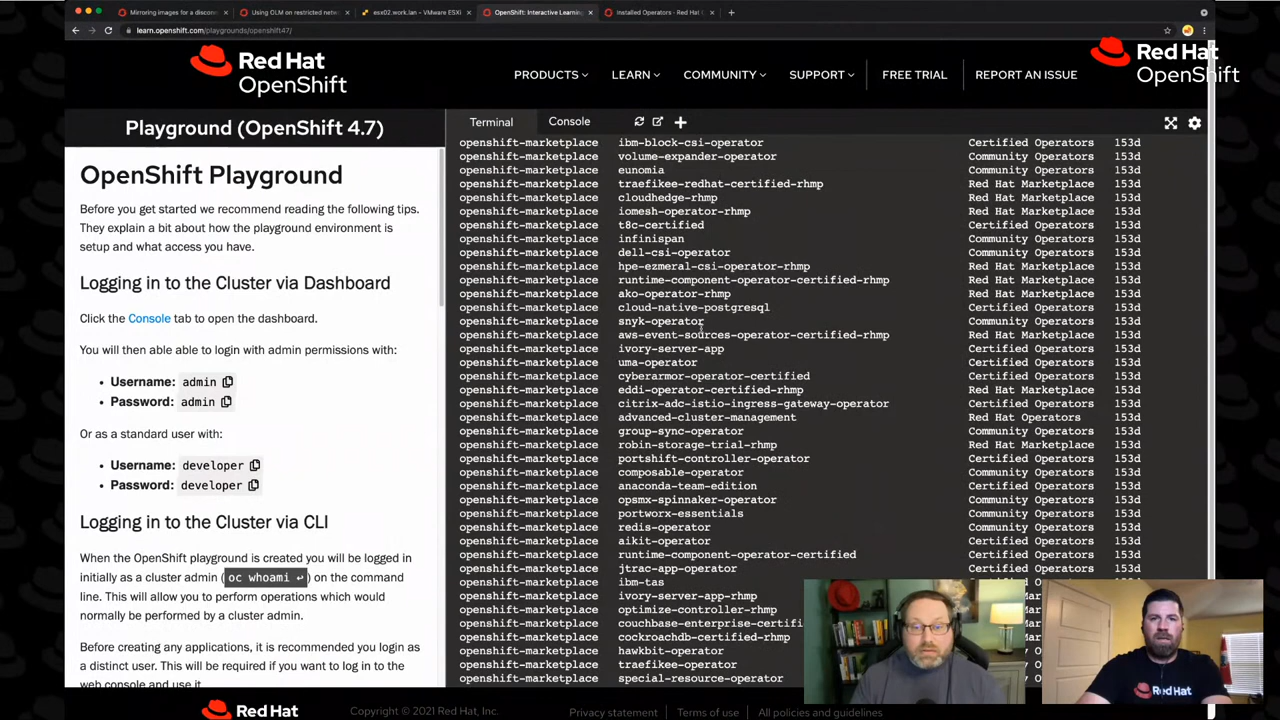 Mirroring images for a discon
Using OLM on restricted netw
esx02.work.lan – VMware ESXi
OpenShift: Interactive Learning
Installed Operators · Red Hat
learn.openshift.com/playgrounds/openshift47/
Red Hat
OpenShift
PRODUCTS
LEARN
COMMUNITY
SUPPORT
FREE TRIAL
REPORT AN ISSUE
Red Hat
OpenShift
Playground (OpenShift 4.7)
OpenShift Playground
Before you get started we recommend reading the following tips.
They explain a bit about how the playground environment is
setup and what access you have.
Logging in to the Cluster via Dashboard
Click the Console tab to open the dashboard.
You will then able able to login with admin permissions with:
• Username: admin
• Password: admin
Or as a standard user with:
• Username: developer
• Password: developer
Logging in to the Cluster via CLI
When the OpenShift playground is created you will be logged in
initially as a cluster admin ( oc whoami ↩ ) on the command
line. This will allow you to perform operations which would
normally be performed by a cluster admin.
Before creating any applications, it is recommended you login as
a distinct user. This will be required if you want to log in to the
web console and use it.
Terminal
Console
openshift-marketplace ibm-block-csi-operator Certified Operators 153d
openshift-marketplace volume-expander-operator Community Operators 153d
openshift-marketplace eunomia Community Operators 153d
openshift-marketplace traefikee-redhat-certified-rhmp Red Hat Marketplace 153d
openshift-marketplace cloudhedge-rhmp Red Hat Marketplace 153d
openshift-marketplace iomesh-operator-rhmp Red Hat Marketplace 153d
openshift-marketplace t8c-certified Certified Operators 153d
openshift-marketplace infinispan Community Operators 153d
openshift-marketplace dell-csi-operator Community Operators 153d
openshift-marketplace hpe-ezmeral-csi-operator-rhmp Red Hat Marketplace 153d
openshift-marketplace runtime-component-operator-certified-rhmp Red Hat Marketplace 153d
openshift-marketplace ako-operator-rhmp Red Hat Marketplace 153d
openshift-marketplace cloud-native-postgresql Certified Operators 153d
openshift-marketplace snyk-operator Community Operators 153d
openshift-marketplace aws-event-sources-operator-certified-rhmp Red Hat Marketplace 153d
openshift-marketplace ivory-server-app Certified Operators 153d
openshift-marketplace uma-operator Certified Operators 153d
openshift-marketplace cyberarmor-operator-certified Certified Operators 153d
openshift-marketplace eddi-operator-certified-rhmp Red Hat Marketplace 153d
openshift-marketplace citrix-adc-istio-ingress-gateway-operator Certified Operators 153d
openshift-marketplace advanced-cluster-management Red Hat Operators 153d
openshift-marketplace group-sync-operator Community Operators 153d
openshift-marketplace robin-storage-trial-rhmp Red Hat Marketplace 153d
openshift-marketplace portshift-controller-operator Certified Operators 153d
openshift-marketplace composable-operator Community Operators 153d
openshift-marketplace anaconda-team-edition Certified Operators 153d
openshift-marketplace opsmx-spinnaker-operator Community Operators 153d
openshift-marketplace portworx-essentials Community Operators 153d
openshift-marketplace redis-operator Community Operators 153d
openshift-marketplace aikit-operator Certified Operators 153d
openshift-marketplace runtime-component-operator-certified Certified Operators 153d
openshift-marketplace jtrac-app-operator Certified Operators 153d
openshift-marketplace ibm-tas
openshift-marketplace ivory-server-app-rhmp
openshift-marketplace optimize-controller-rhmp
openshift-marketplace couchbase-enterprise-certifi
openshift-marketplace cockroachdb-certified-rhmp
openshift-marketplace hawkbit-operator
openshift-marketplace traefikee-operator
openshift-marketplace special-resource-operator
Red Hat
Red Hat
Copyright © 2021 Red Hat, Inc.
Privacy statement
Terms of use
All policies and guidelines